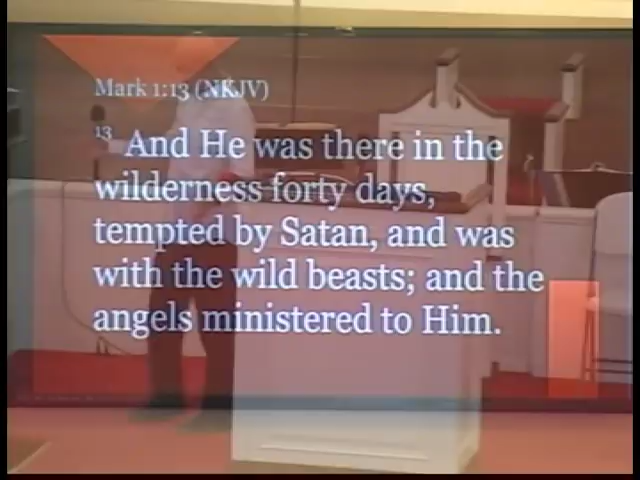 Mark 1:13 (NKJV)
13 And He was there in the
wilderness forty days,
tempted by Satan, and was
with the wild beasts; and the
angels ministered to Him.